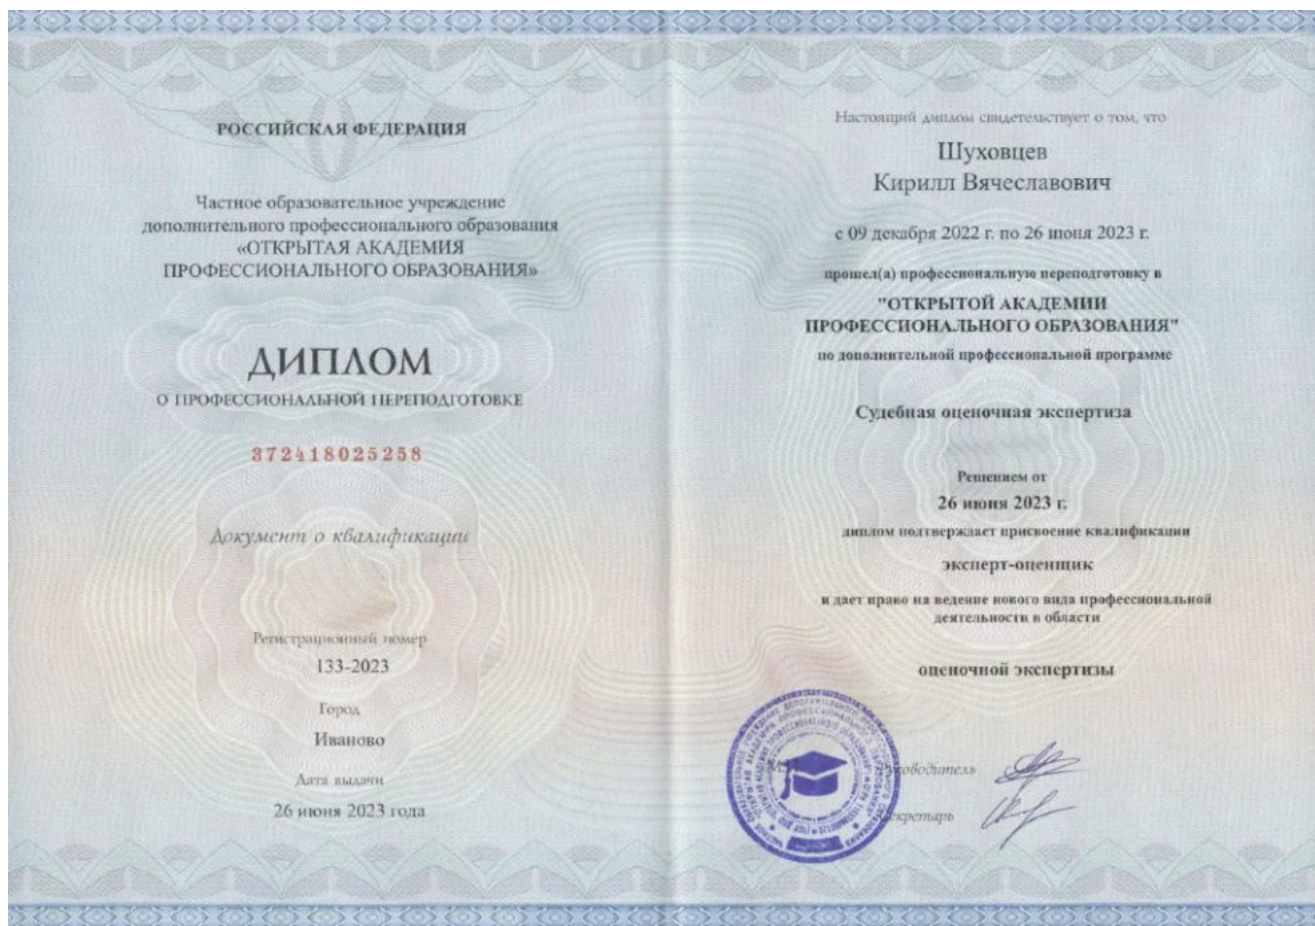 РОССИЙСКАЯ ФЕДЕРАЦИЯ
Частное образовательное учреждение
дополнительного профессионального образования
«ОТКРЫТАЯ АКАДЕМИЯ
ПРОФЕССИОНАЛЬНОГО ОБРАЗОВАНИЯ»
ДИПЛОМ
О ПРОФЕССИОНАЛЬНОЙ ПЕРЕПОДГОТОВКЕ
372418025258
Документ о квалификации
Регистрационный номер
133-2023
Город
Иваново
Дата выдачи
26 июня 2023 года
Настоящий диплом свидетельствует о том, что
Шуховцев
Кирилл Вячеславович
с 09 декабря 2022 г. по 26 июня 2023 г.
прошел(а) профессиональную переподготовку в
"ОТКРЫТОЙ АКАДЕМИИ
ПРОФЕССИОНАЛЬНОГО ОБРАЗОВАНИЯ"
по дополнительной профессиональной программе
Судебная оценочная экспертиза
Решением от
26 июня 2023 г.
диплом подтверждает присвоение квалификации
эксперт-оценщик
и дает право на ведение нового вида профессиональной
деятельности в области
оценочной экспертизы
Руководитель
Секретарь